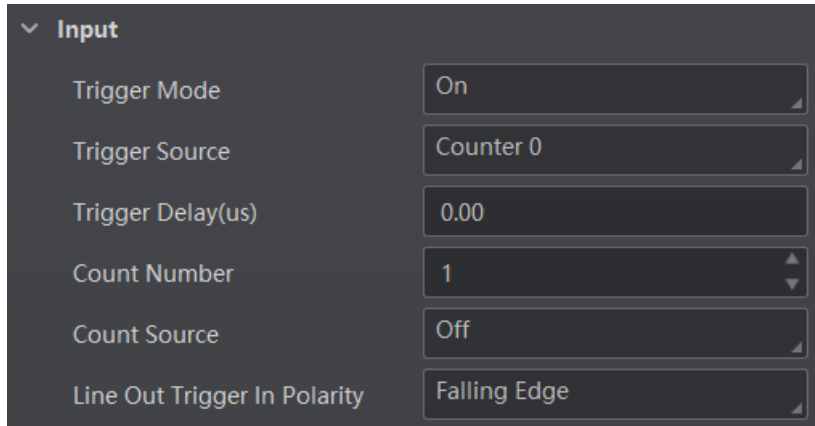 Input
Trigger Mode On
Trigger Source Counter 0
Trigger Delay(us) 0.00
Count Number 1
Count Source Off
Line Out Trigger In Polarity Falling Edge